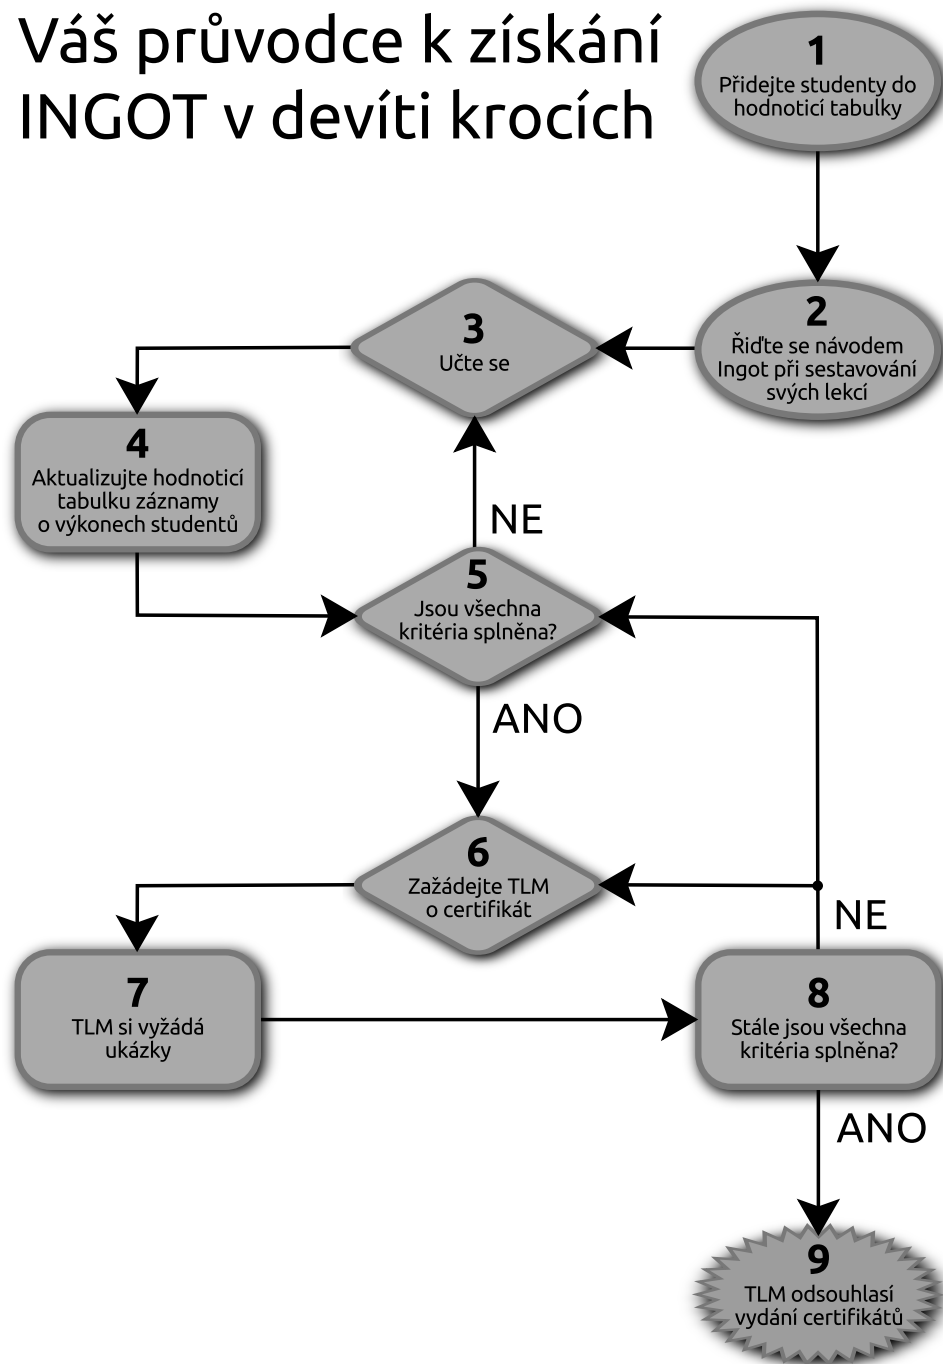 Váš průvodce k získání
INGOT v devíti krocích
1
Přidejte studenty do
hodnoticí tabulky
2
Řiďte se návodem
Ingot při sestavování
svých lekcí
3
Učte se
4
Aktualizujte hodnoticí
tabulku záznamy
o výkonech studentů
NE
5
Jsou všechna
kritéria splněna?
ANO
6
Zažádejte TLM
o certifikát
NE
7
TLM si vyžádá
ukázky
8
Stále jsou všechna
kritéria splněna?
ANO
9
TLM odsouhlasí
vydání certifikátů